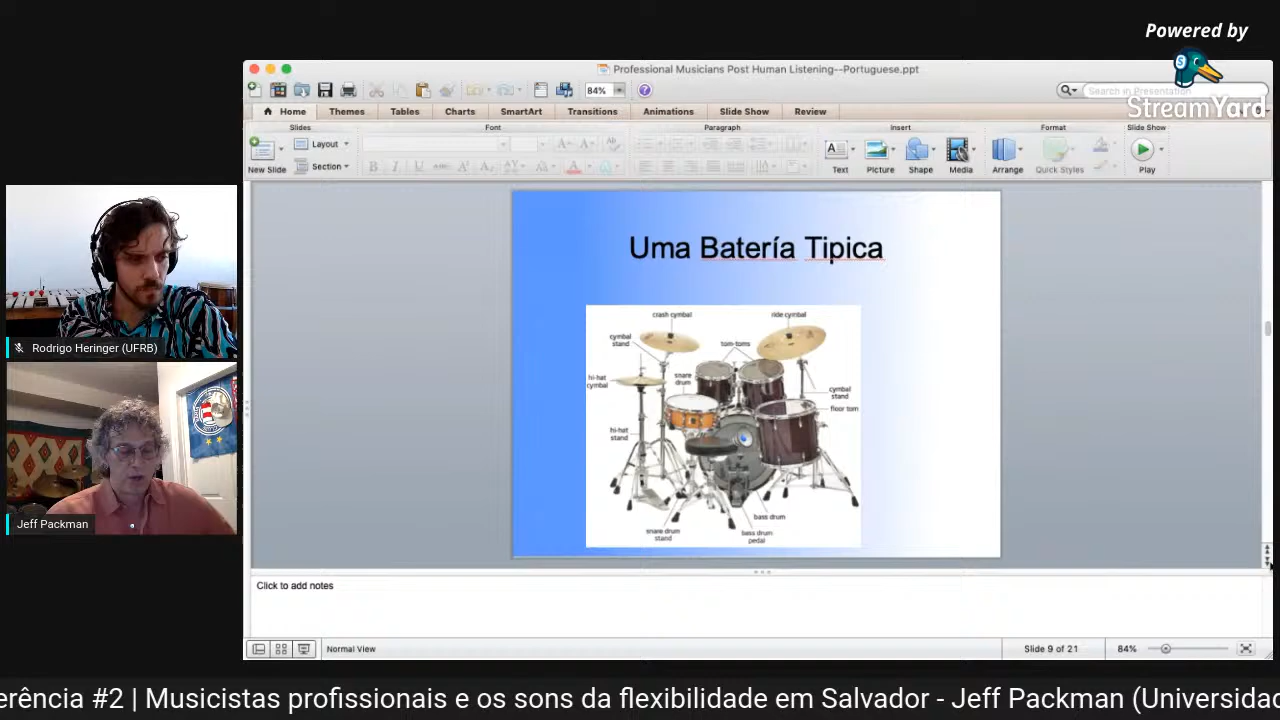 Powered by
StreamYard
Professional Musicians Post Human Listening--Portuguese.ppt
84%
Search in Presentation
Home Themes Tables Charts SmartArt Transitions Animations Slide Show Review
Slides Font Paragraph Insert Format Slide Show
New Slide
Layout
Section
Text Picture Shape Media Arrange Quick Styles Play
Uma Batería Tipica
crash cymbal
ride cymbal
cymbal
stand
tom-toms
hi-hat
cymbal
snare
drum
cymbal
stand
floor tom
hi-hat
stand
bass drum
snare drum
stand
bass drum
pedal
Rodrigo Heringer (UFRB)
Jeff Packman
Click to add notes
Normal View
Slide 9 of 21
84%
erência #2 | Musicistas profissionais e os sons da flexibilidade em Salvador - Jeff Packman (Universidad